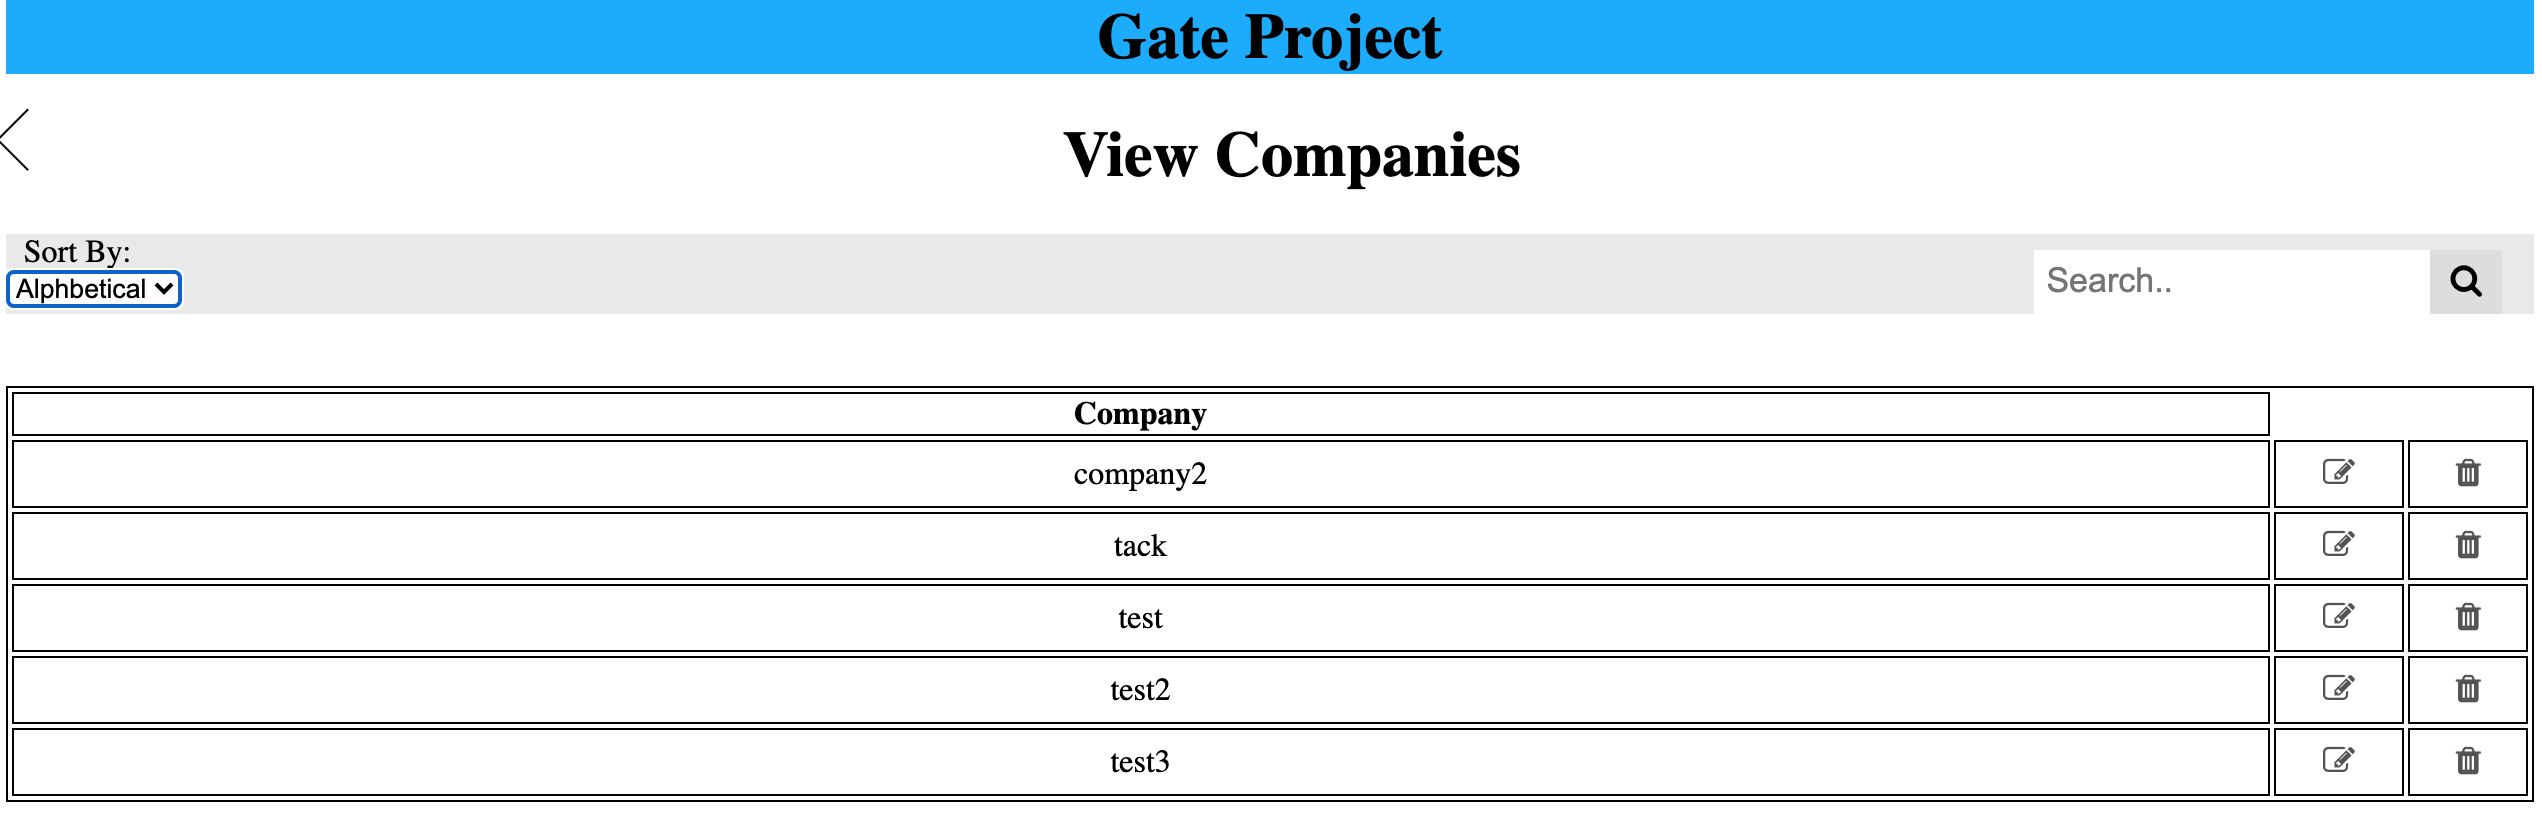 Gate Project
View Companies
Sort By:
Alphbetical
Search..
Company
company2
tack
test
test2
test3